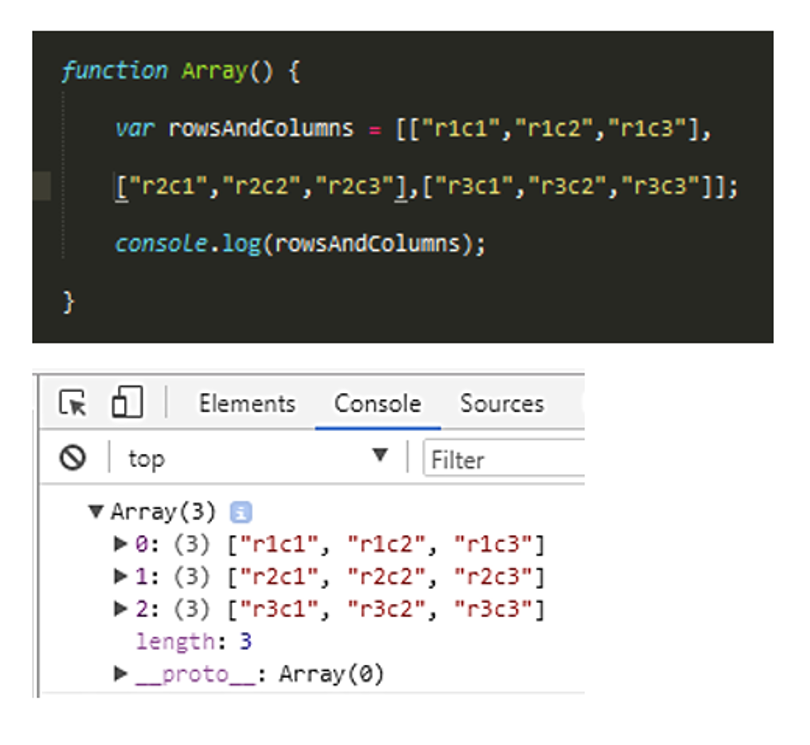 function Array() {
var rowsAndColumns = [["r1c1","r1c2","r1c3"],
["r2c1","r2c2","r2c3"],["r3c1","r3c2","r3c3"]];
console.log(rowsAndColumns);
}
Elements Console Sources
top ▼ Filter
▼Array(3) i
▶0: (3) ["r1c1", "r1c2", "r1c3"]
▶1: (3) ["r2c1", "r2c2", "r2c3"]
▶2: (3) ["r3c1", "r3c2", "r3c3"]
length: 3
▶__proto__: Array(0)